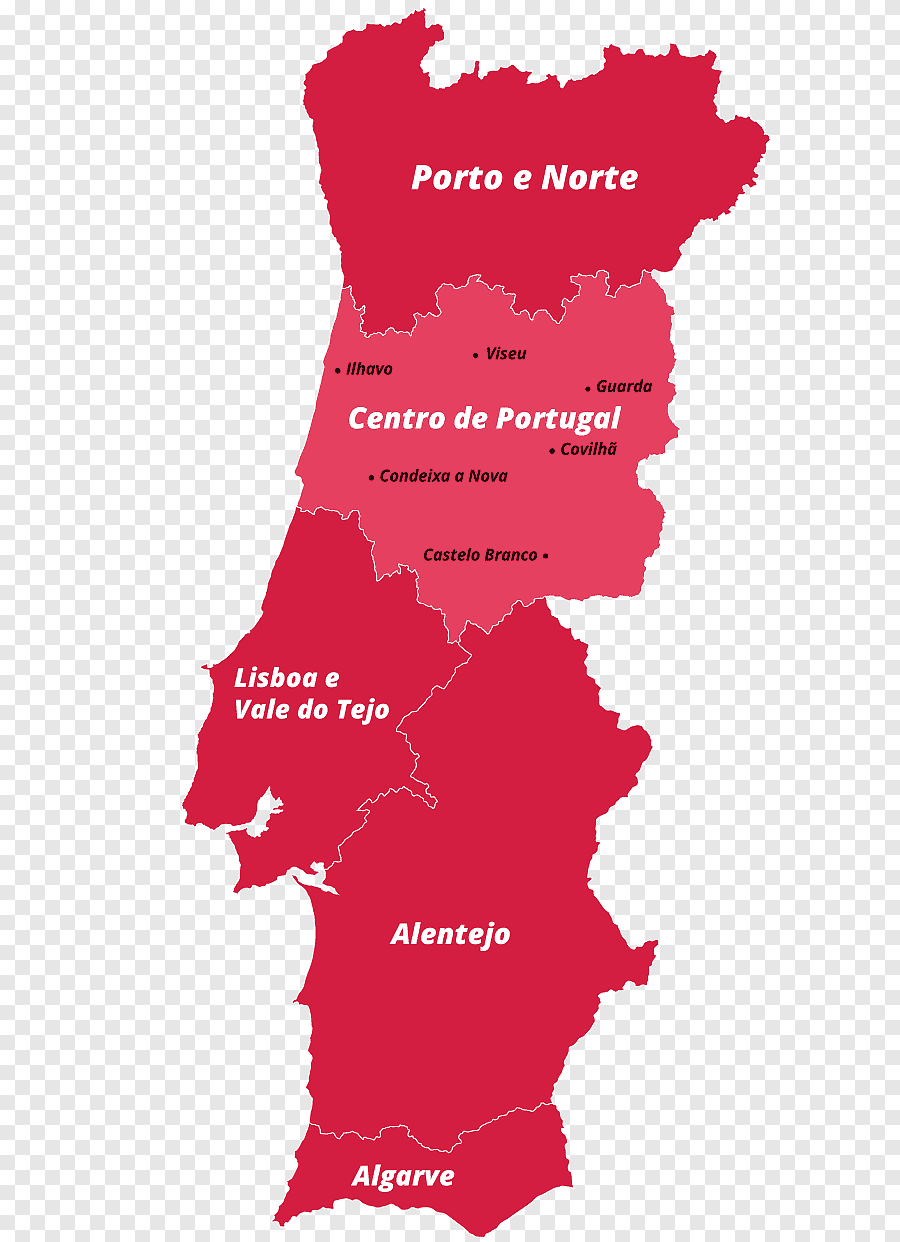 Porto e Norte
Viseu
Ilhavo
Guarda
Centro de Portugal
Covilhã
Condeixa a Nova
Castelo Branco
Lisboa e
Vale do Tejo
Alentejo
Algarve